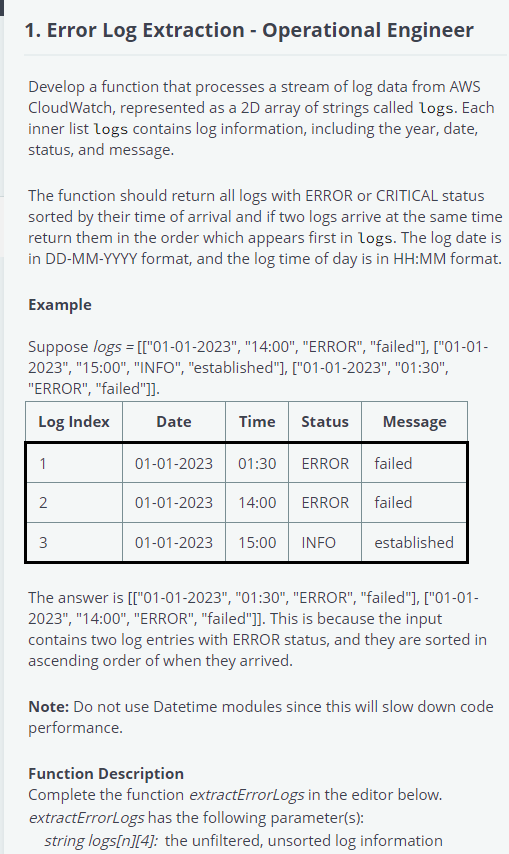 1. Error Log Extraction - Operational Engineer
Develop a function that processes a stream of log data from AWS
CloudWatch, represented as a 2D array of strings called logs. Each
inner list logs contains log information, including the year, date,
status, and message.
The function should return all logs with ERROR or CRITICAL status
sorted by their time of arrival and if two logs arrive at the same time
return them in the order which appears first in logs. The log date is
in DD-MM-YYYY format, and the log time of day is in HH:MM format.
Example
Suppose logs = [["01-01-2023", "14:00", "ERROR", "failed"], ["01-01-
2023", "15:00", "INFO", "established"], ["01-01-2023", "01:30",
"ERROR", "failed"]].
Log Index Date Time Status Message
1 01-01-2023 01:30 ERROR failed
2 01-01-2023 14:00 ERROR failed
3 01-01-2023 15:00 INFO established
The answer is [["01-01-2023", "01:30", "ERROR", "failed"], ["01-01-
2023", "14:00", "ERROR", "failed"]]. This is because the input
contains two log entries with ERROR status, and they are sorted in
ascending order of when they arrived.
Note: Do not use Datetime modules since this will slow down code
performance.
Function Description
Complete the function extractErrorLogs in the editor below.
extractErrorLogs has the following parameter(s):
string logs[n][4]: the unfiltered, unsorted log information